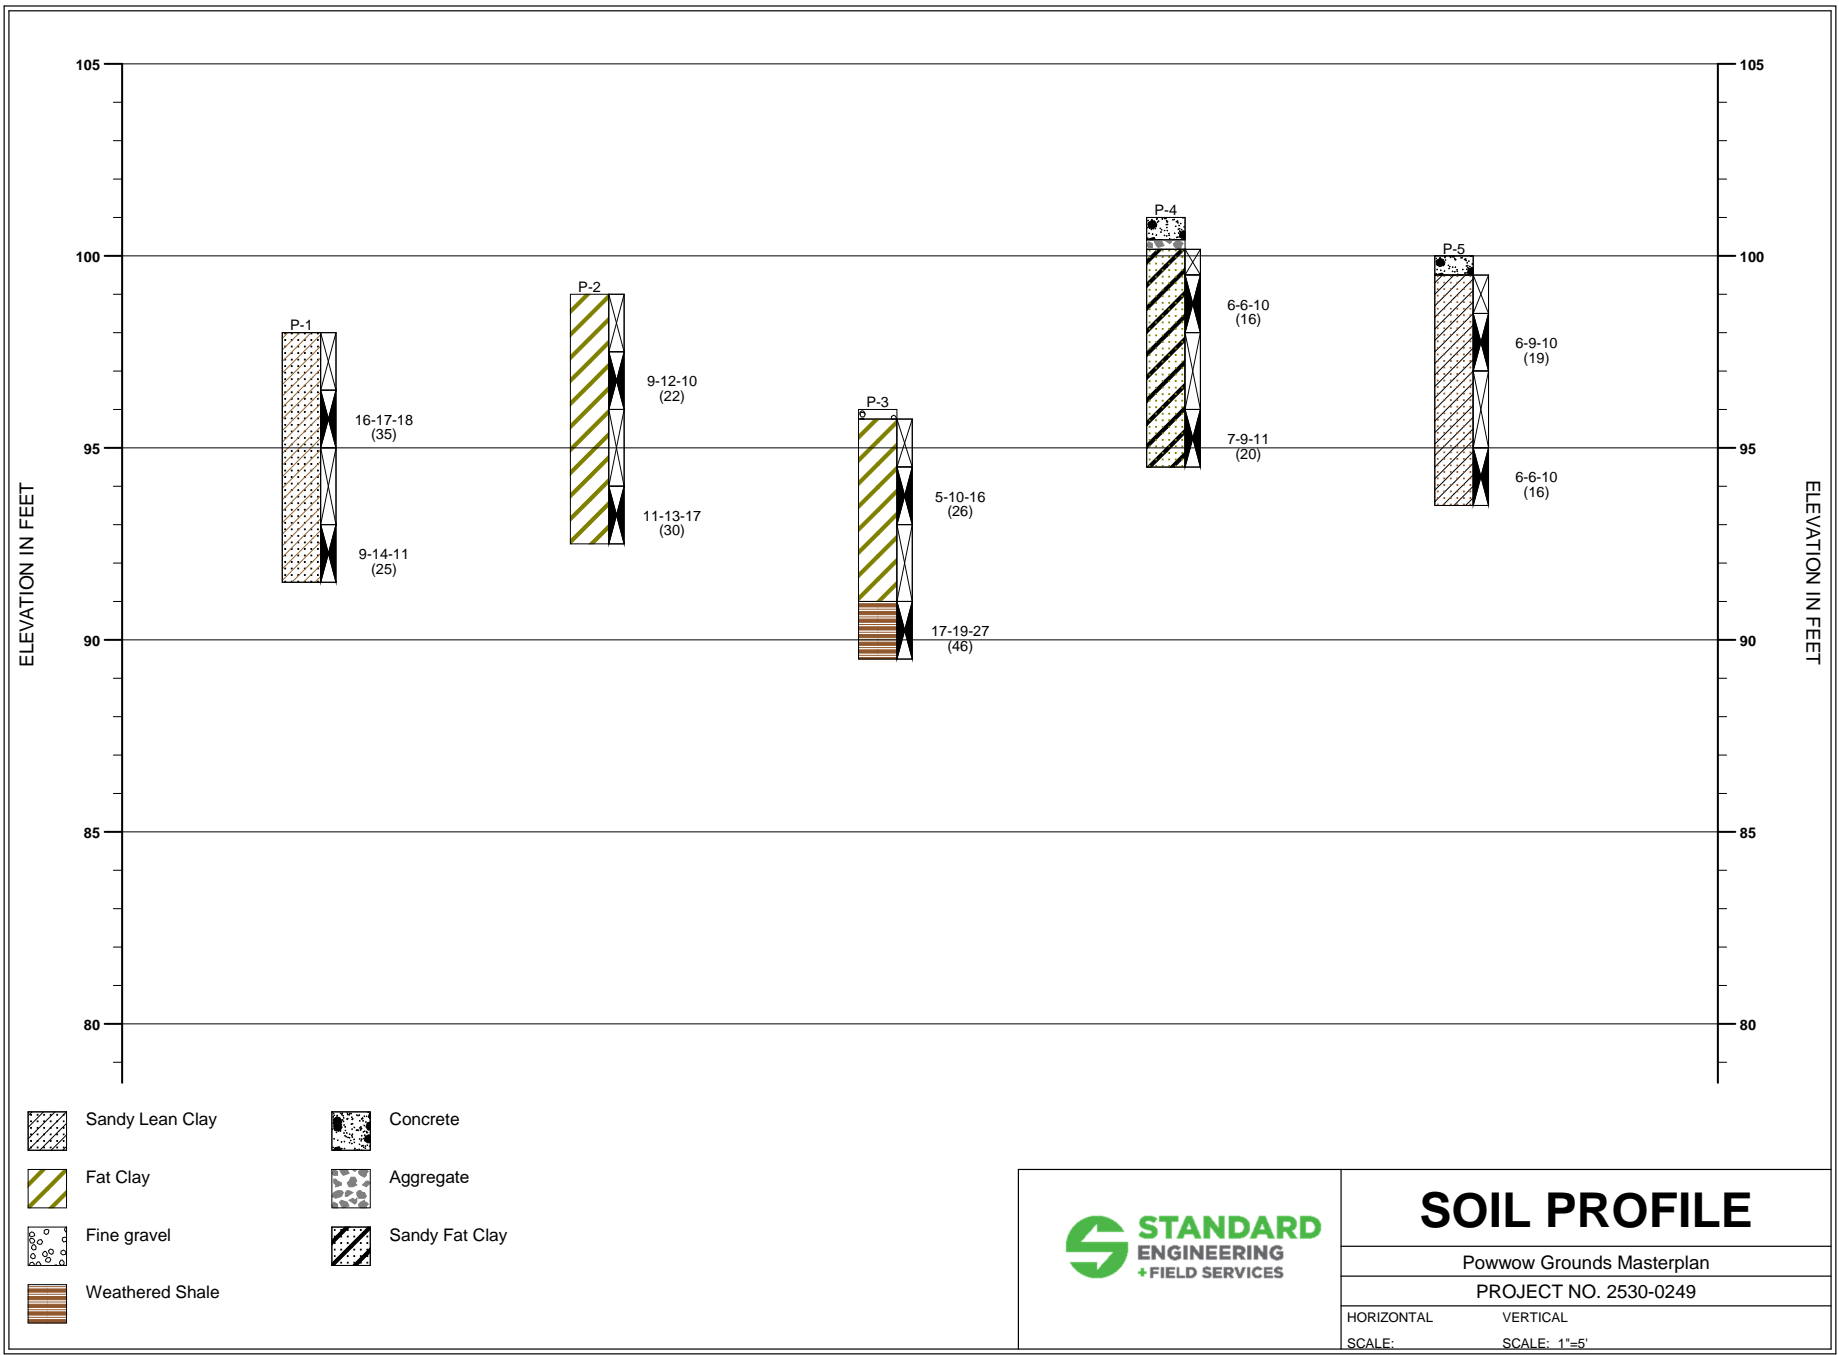 105
105
P-4
P-5
100
100
P-2
6-6-10
(16)
P-1
6-9-10
(19)
9-12-10
(22)
P-3
16-17-18
(35)
7-9-11
(20)
95
95
6-6-10
(16)
5-10-16
(26)
11-13-17
(30)
9-14-11
(25)
17-19-27
(46)
90
90
ELEVATION IN FEET
ELEVATION IN FEET
85
85
80
80
Sandy Lean Clay
Concrete
Fat Clay
Aggregate
Fine gravel
Sandy Fat Clay
Weathered Shale
STANDARD
ENGINEERING
+FIELD SERVICES
SOIL PROFILE
Powwow Grounds Masterplan
PROJECT NO. 2530-0249
HORIZONTAL VERTICAL
SCALE: SCALE: 1"=5'